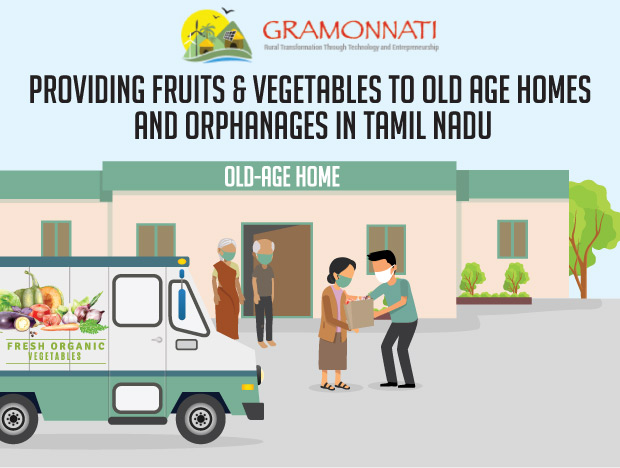 GRAMONNATI
Rural Transformation Through Technology and Enterpreneurship
PROVIDING FRUITS & VEGETABLES TO OLD AGE HOMES
AND ORPHANAGES IN TAMIL NADU
OLD-AGE HOME
FRESH ORGANIC
VEGETABLES